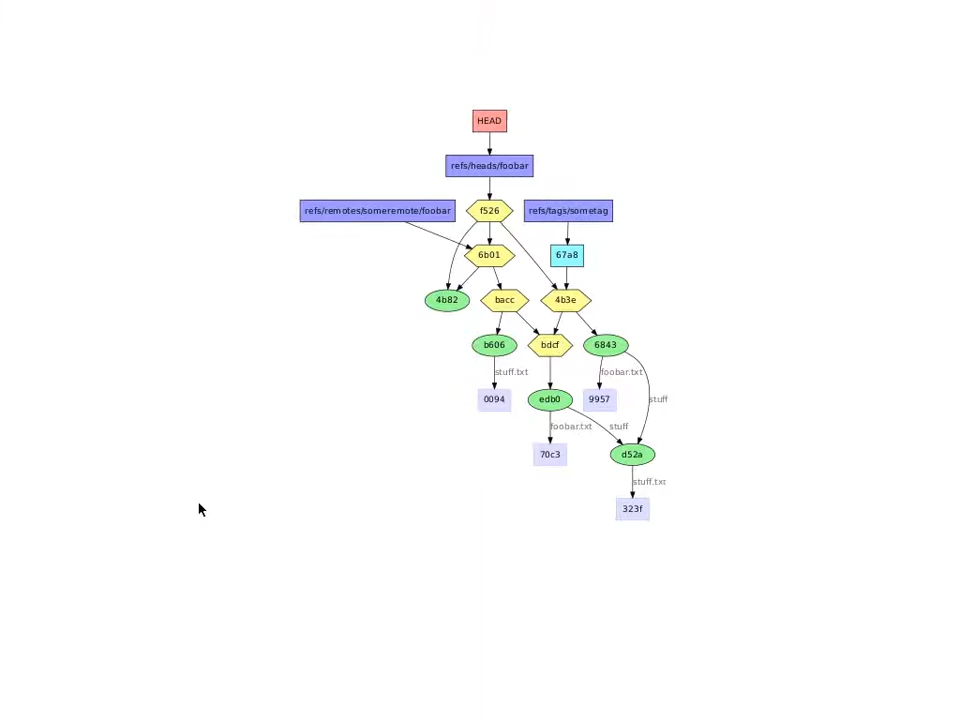 HEAD
refs/heads/foobar
refs/remotes/someremote/foobar
f526
refs/tags/sometag
6b01
67a8
4b82
bacc
4b3e
b606
bdcf
6843
stuff.txt
foobar.txt
0094
edb0
9957
stuff
foobar.txt
stuff
70c3
d52a
stuff.txt
323f